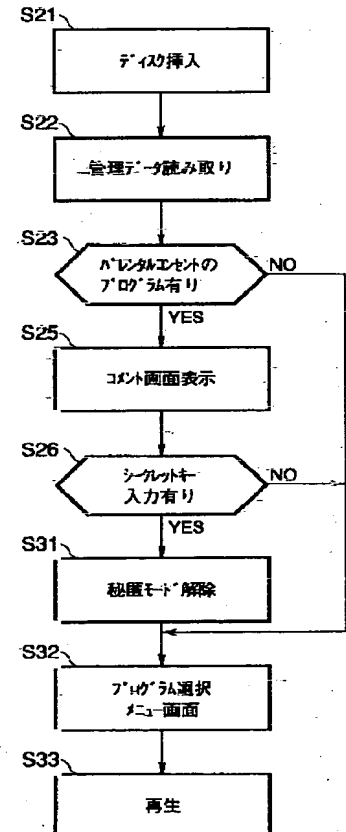 S21
ディスク挿入
S22
管理データ読み取り
S23
パレンタルコンセントの
プログラム有り
NO
YES
S25
コメント画面表示
S26
シークレットキー
入力有り
NO
YES
S31
秘匿モード解除
S32
プログラム選択
メニュー画面
S33
再生